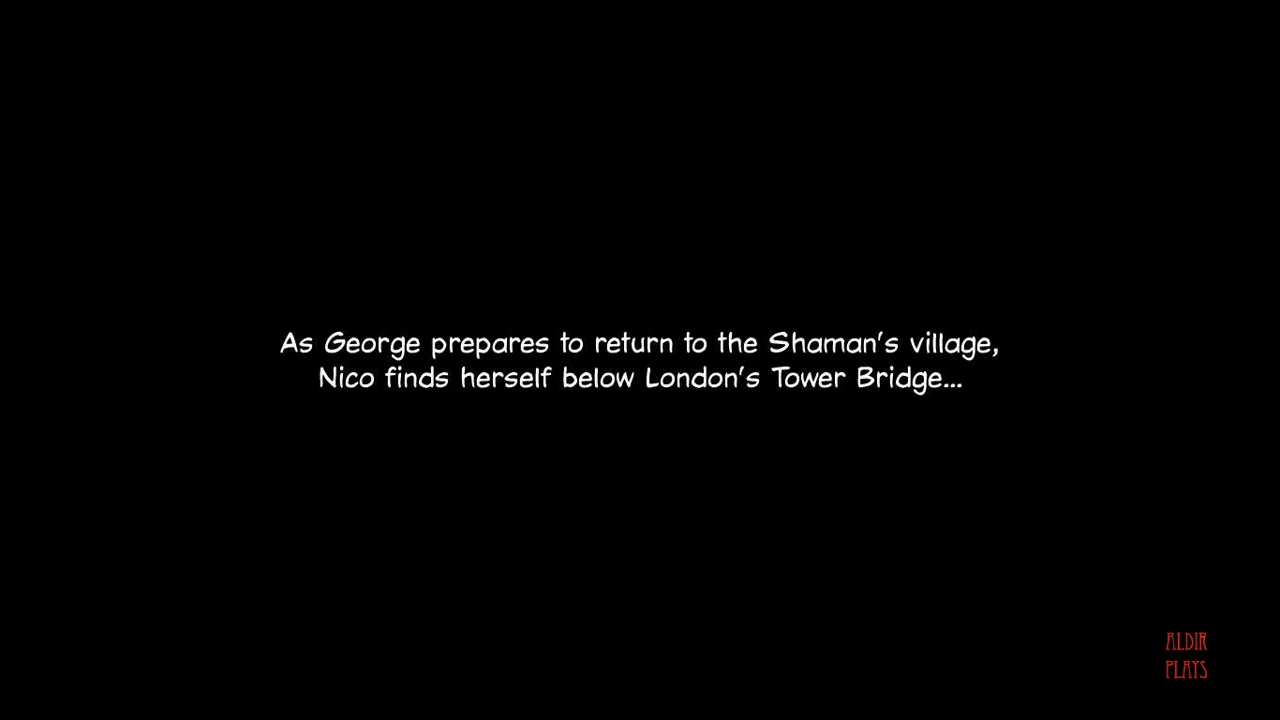 As George prepares to return to the Shaman's village,
Nico finds herself below London's Tower Bridge...
ALDIR
PLAYS